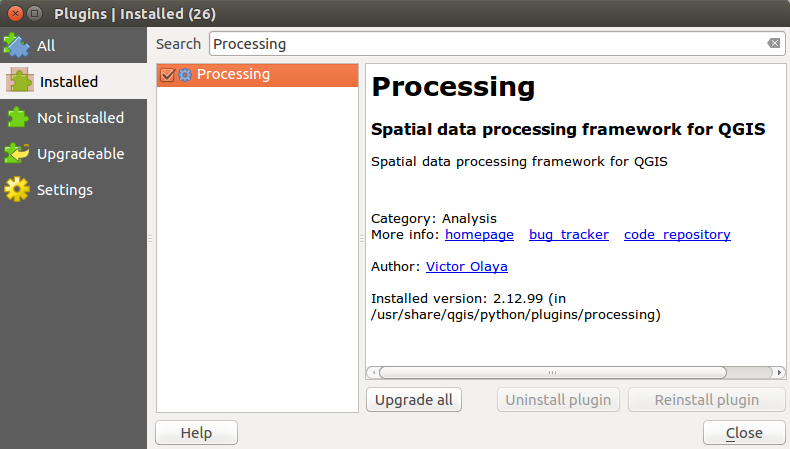 Plugins | Installed (26)
All
Installed
Not installed
Upgradeable
Settings
Search Processing
Processing
Processing
Spatial data processing framework for QGIS
Spatial data processing framework for QGIS
Category: Analysis
More info: homepage bug tracker code repository
Author: Victor Olaya
Installed version: 2.12.99 (in
/usr/share/qgis/python/plugins/processing)
Upgrade all Uninstall plugin Reinstall plugin
Help Close